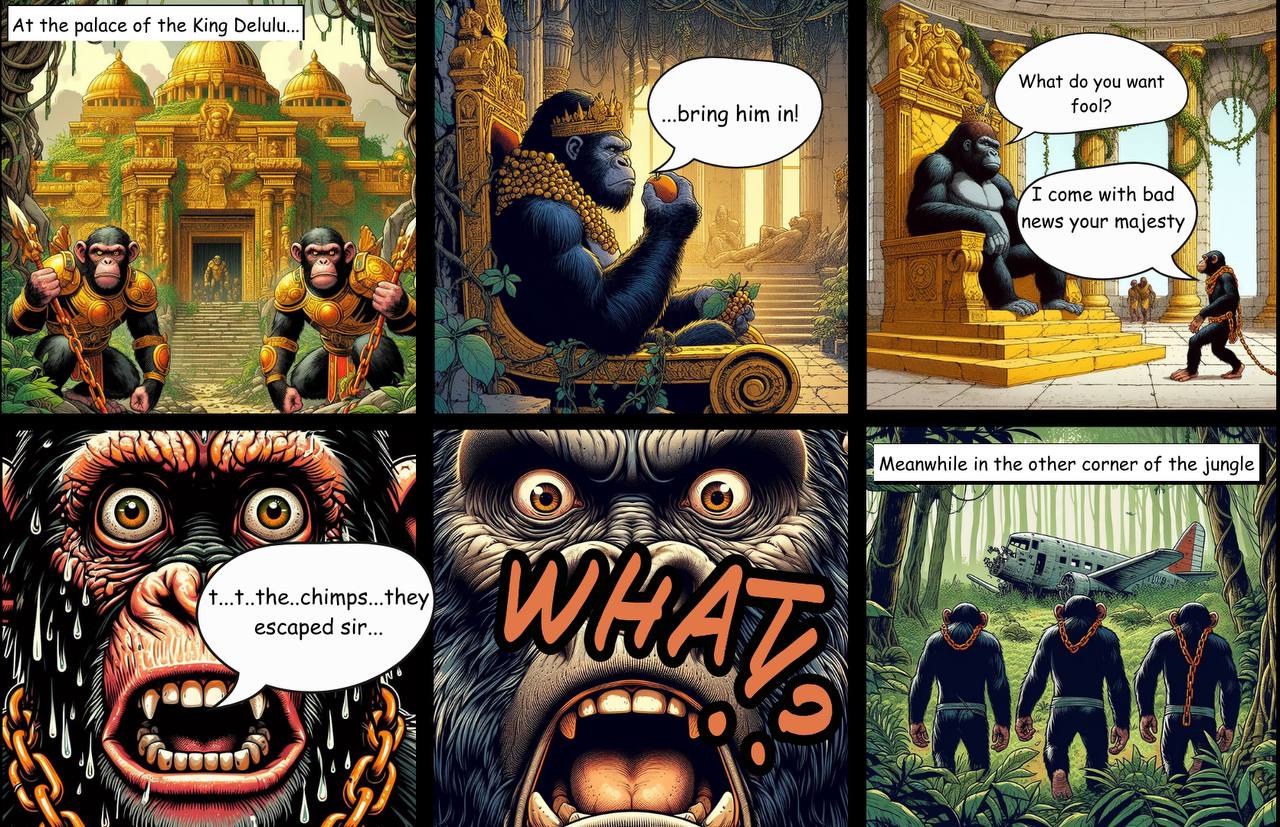 At the palace of the King Delulu...
...bring him in!
What do you want
fool?
I come with bad
news your majesty
t...t..the..chimps...they
escaped sir...
WHAT..?
Meanwhile in the other corner of the jungle